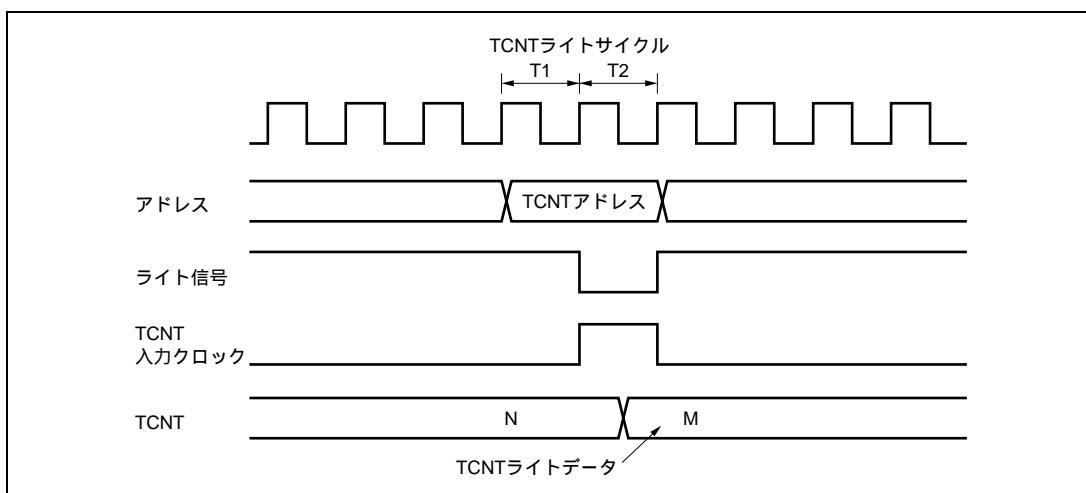 TCNTライトサイクル
T1 T2
アドレス
TCNTアドレス
ライト信号
TCNT
入力クロック
TCNT
N M
TCNTライトデータ